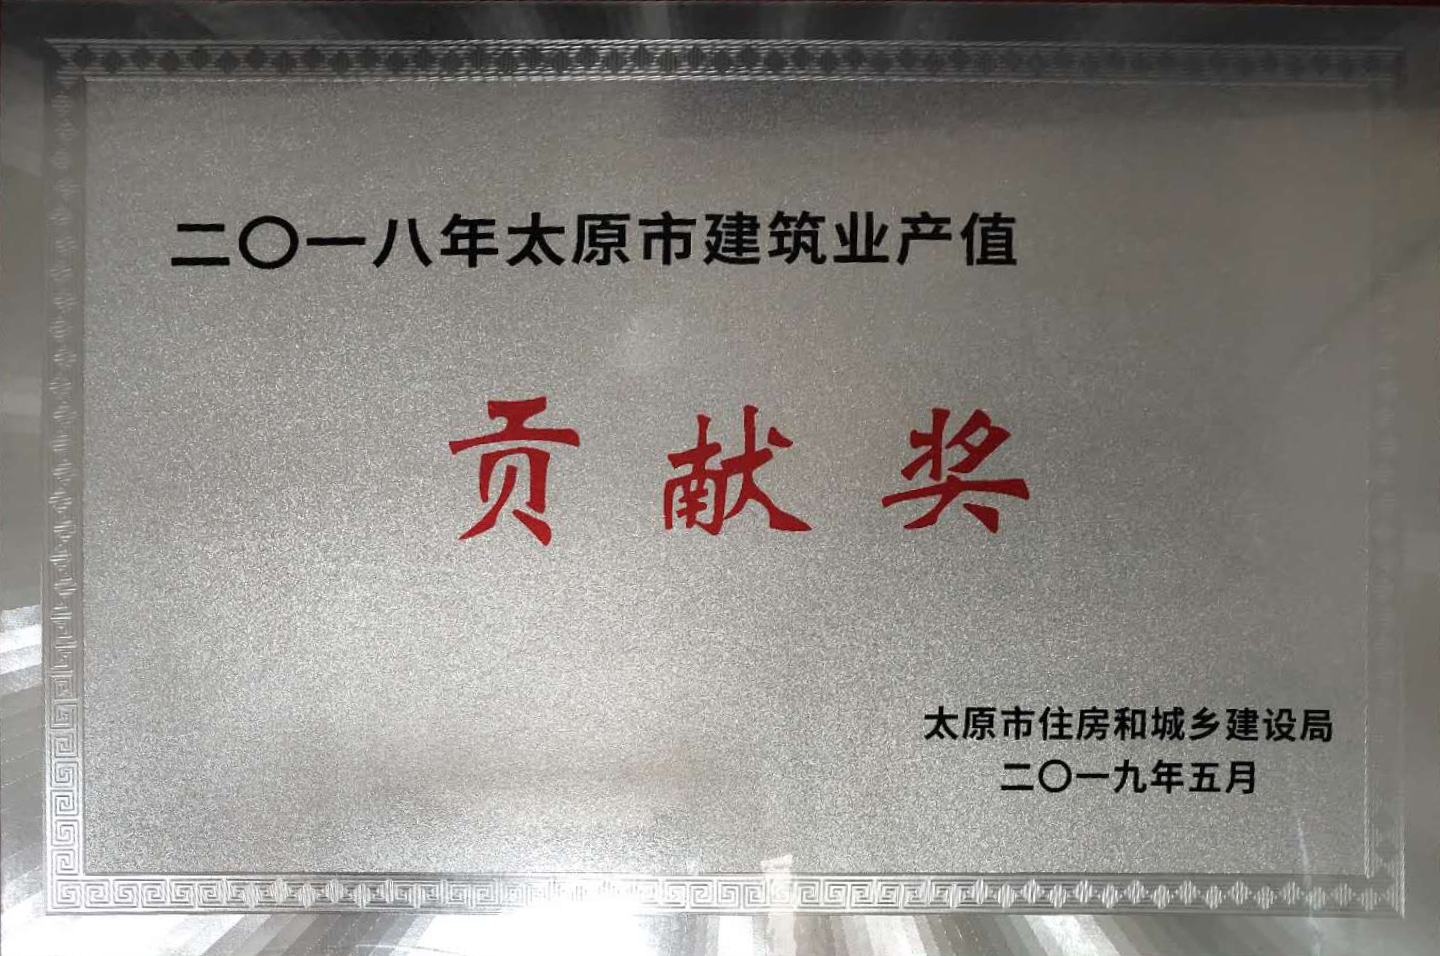 二〇一八年太原市建筑业产值
贡献奖
太原市住房和城乡建设局
二〇一九年五月